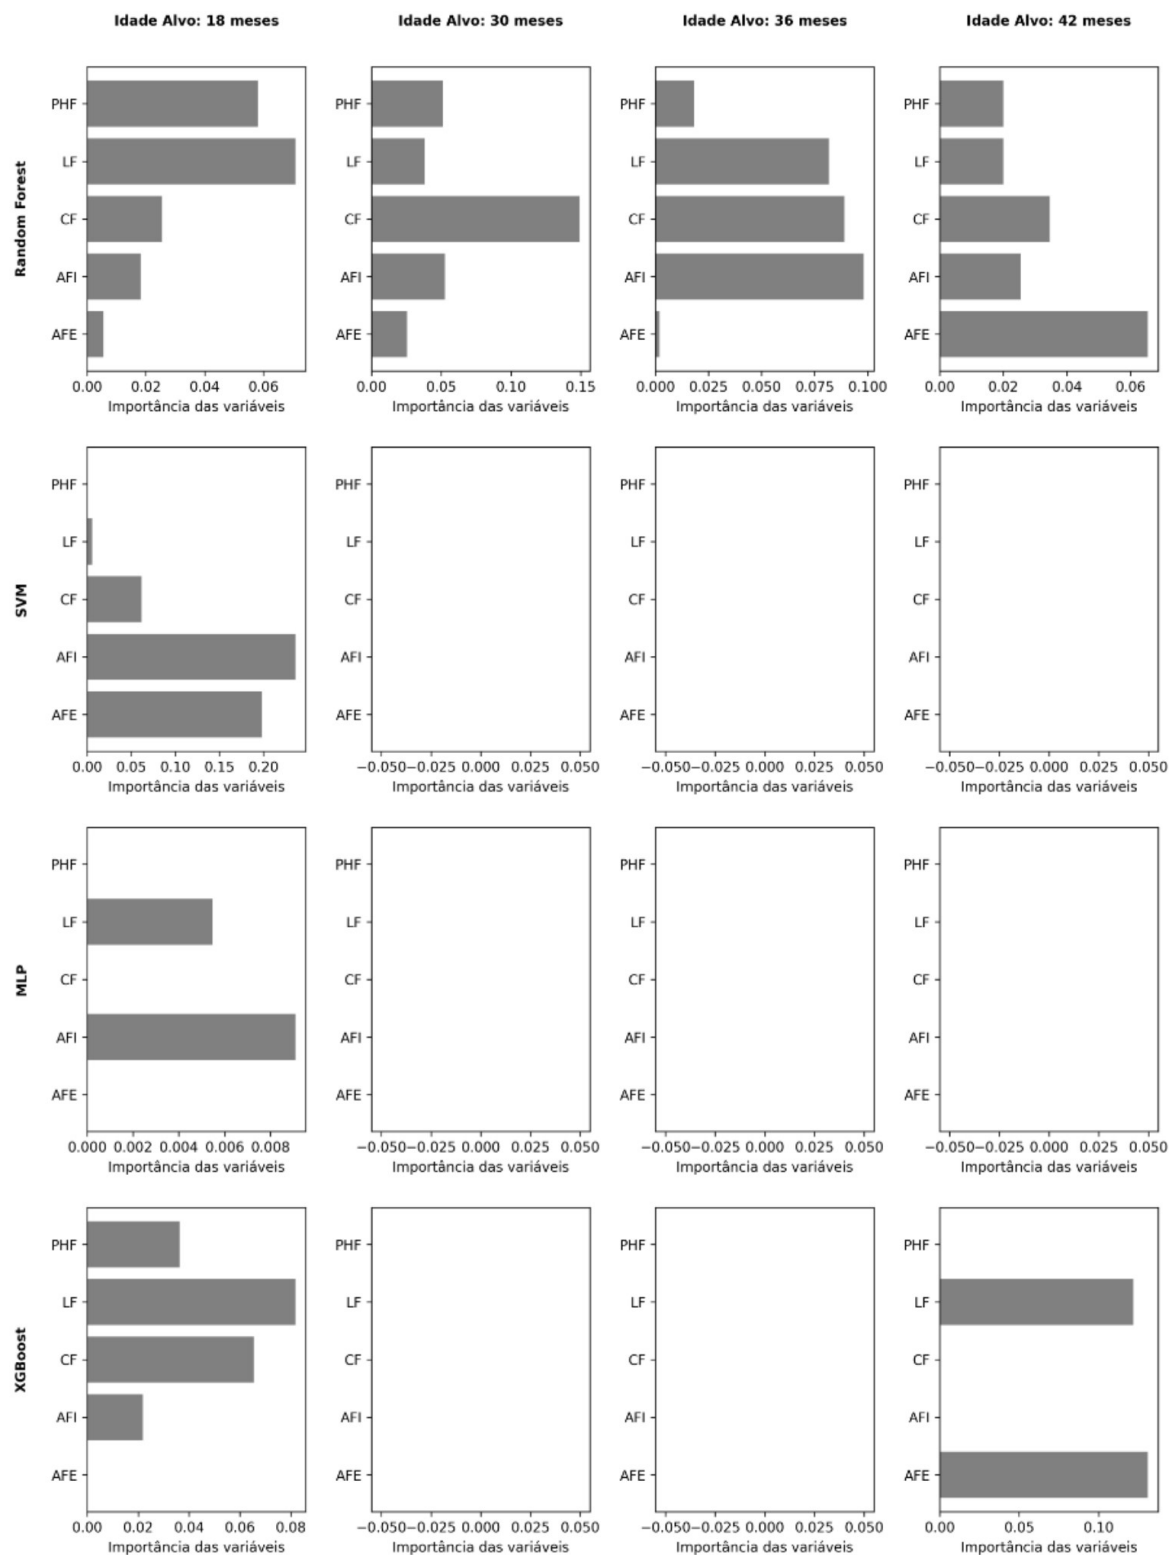 Idade Alvo: 18 meses Idade Alvo: 30 meses Idade Alvo: 36 meses Idade Alvo: 42 meses
Random Forest
PHF PHF PHF PHF
LF LF LF LF
CF CF CF CF
AFI AFI AFI AFI
AFE AFE AFE AFE
0.00 0.02 0.04 0.06 0.00 0.05 0.10 0.15 0.000 0.025 0.050 0.075 0.100 0.00 0.02 0.04 0.06
Importância das variáveis Importância das variáveis Importância das variáveis Importância das variáveis
SVM
PHF PHF PHF PHF
LF LF LF LF
CF CF CF CF
AFI AFI AFI AFI
AFE AFE AFE AFE
0.00 0.05 0.10 0.15 0.20 −0.050 −0.025 0.000 0.025 0.050 −0.050 −0.025 0.000 0.025 0.050 −0.050 −0.025 0.000 0.025 0.050
Importância das variáveis Importância das variáveis Importância das variáveis Importância das variáveis
MLP
PHF PHF PHF PHF
LF LF LF LF
CF CF CF CF
AFI AFI AFI AFI
AFE AFE AFE AFE
0.000 0.002 0.004 0.006 0.008 −0.050 −0.025 0.000 0.025 0.050 −0.050 −0.025 0.000 0.025 0.050 −0.050 −0.025 0.000 0.025 0.050
Importância das variáveis Importância das variáveis Importância das variáveis Importância das variáveis
XGBoost
PHF PHF PHF PHF
LF LF LF LF
CF CF CF CF
AFI AFI AFI AFI
AFE AFE AFE AFE
0.00 0.02 0.04 0.06 0.08 −0.050 −0.025 0.000 0.025 0.050 −0.050 −0.025 0.000 0.025 0.050 0.00 0.05 0.10
Importância das variáveis Importância das variáveis Importância das variáveis Importância das variáveis